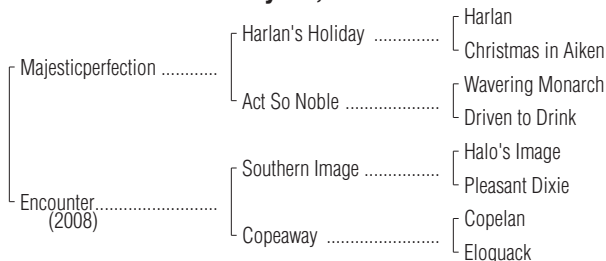 Harlan
Harlan's Holiday ..............
Christmas in Aiken
Majesticperfection ...........
Wavering Monarch
Act So Noble ....................
Driven to Drink
Halo's Image
Southern Image ................
Pleasant Dixie
Encounter........................
(2008)
Copelan
Copeaway .......................
Eloquack